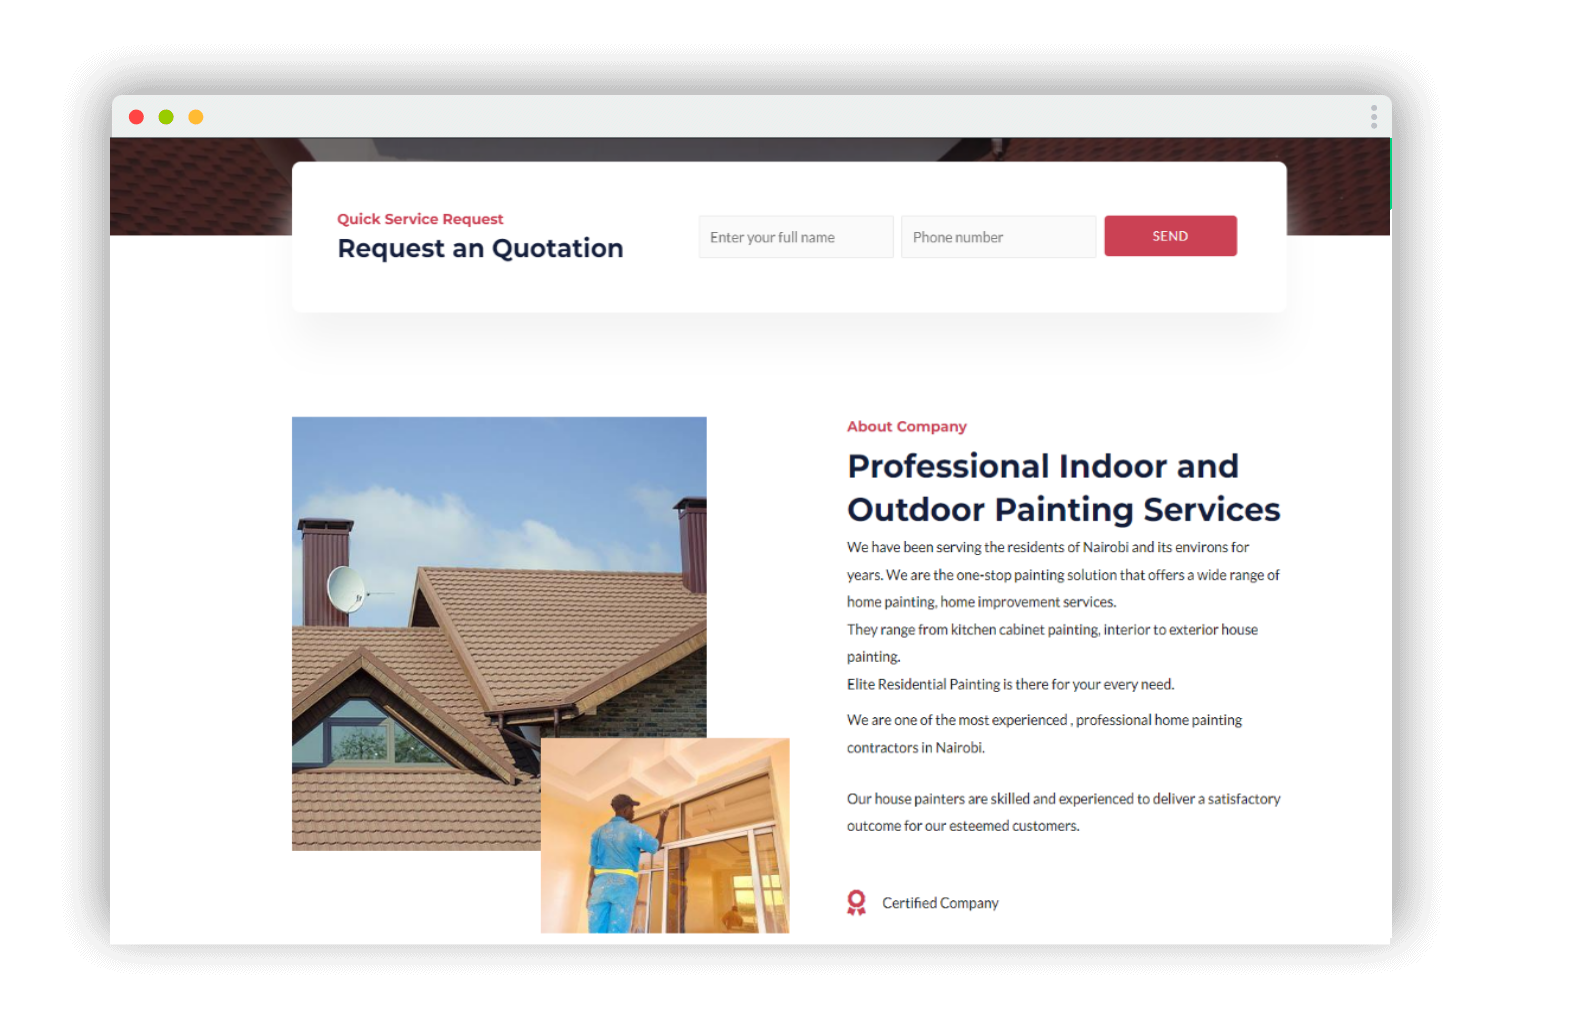 Quick Service Request
Request an Quotation
Enter your full name
Phone number
SEND
About Company
Professional Indoor and
Outdoor Painting Services
We have been serving the residents of Nairobi and its environs for
years. We are the one-stop painting solution that offers a wide range of
home painting, home improvement services.
They range from kitchen cabinet painting, interior to exterior house
painting.
Elite Residential Painting is there for your every need.
We are one of the most experienced , professional home painting
contractors in Nairobi.
Our house painters are skilled and experienced to deliver a satisfactory
outcome for our esteemed customers.
Certified Company